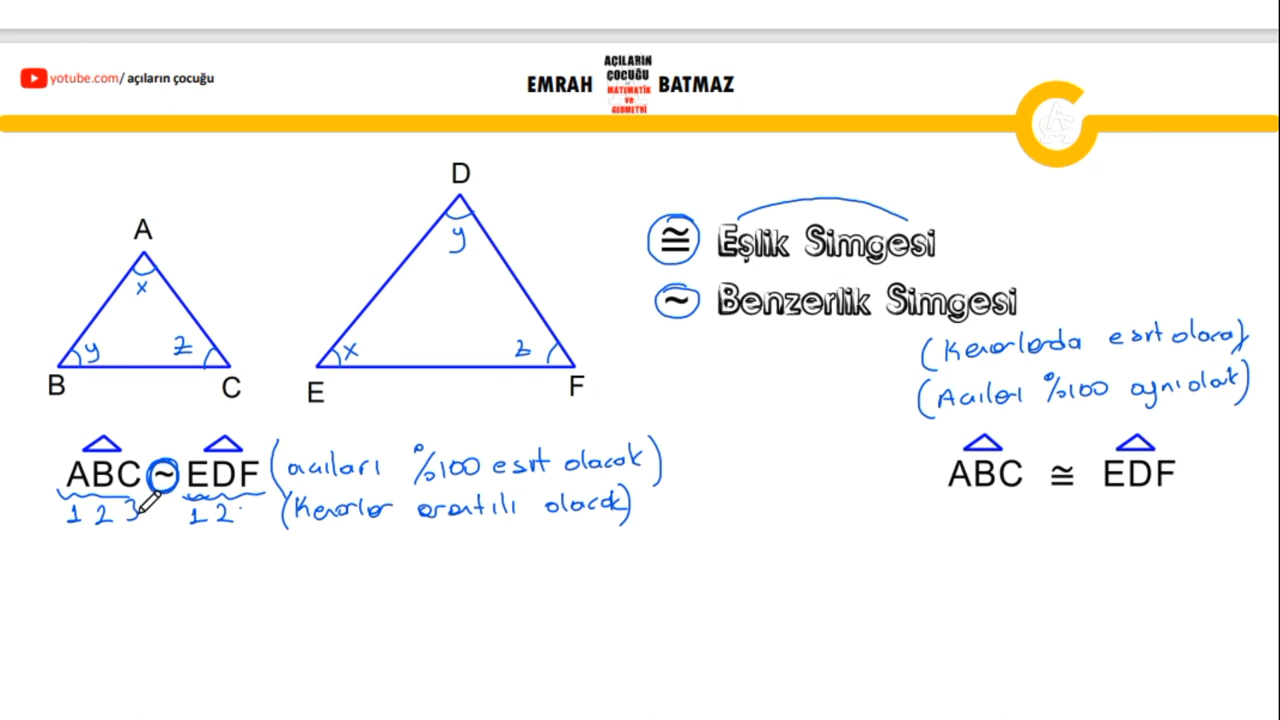 yotube.com/ açıların çocuğu
EMRAH
AÇILARIN
ÇOCUĞU
MATEMATİK
ve
GEOMETRİ
BATMAZ
D
A
y
x
y
z
x
z
B
C
E
F
≅ Eşlik Simgesi
~ Benzerlik Simgesi
(Kenarlarda eşit olacak)
(Açıları %100 aynı olcak)
ABC ~ EDF (açıları %100 eşit olacak)
1 2 3 1 2 (Kenarlar orantılı olacak)
ABC ≅ EDF